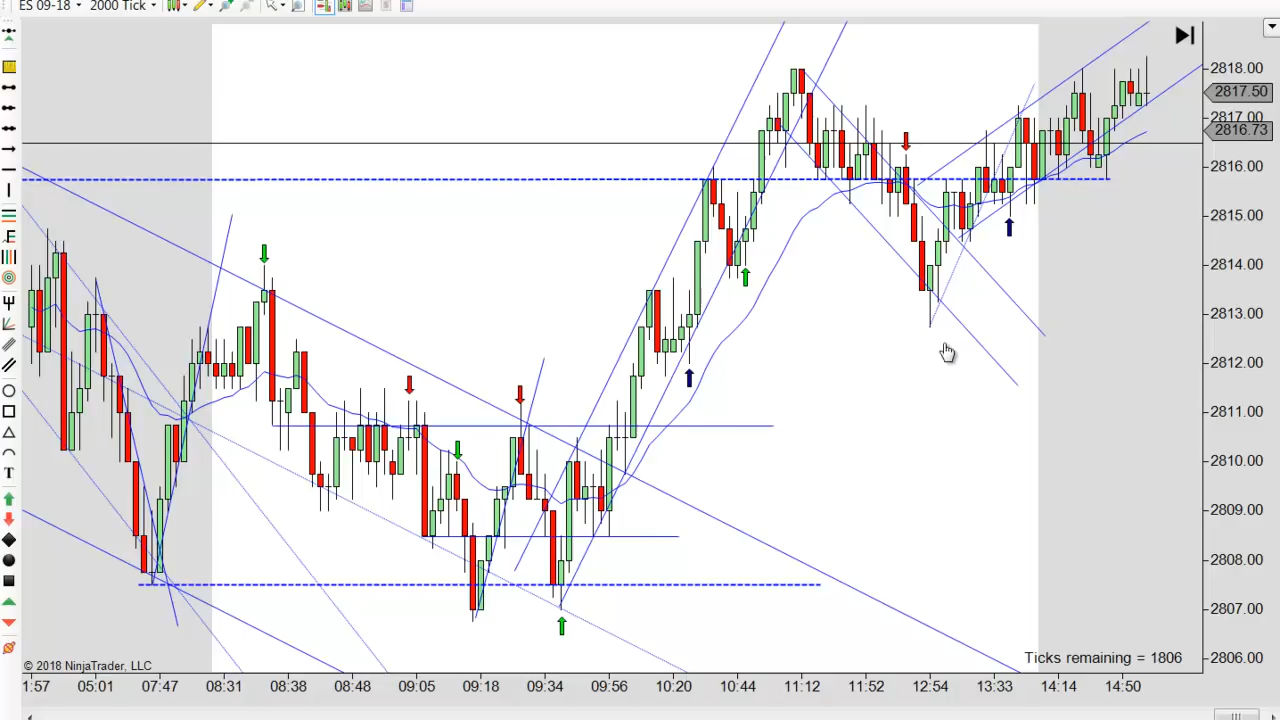 ES 09-18 2000 Tick
2818.00
2817.50
2817.00
2816.73
2816.00
2815.00
2814.00
2813.00
2812.00
2811.00
2810.00
2809.00
2808.00
2807.00
2806.00
F
T
© 2018 NinjaTrader, LLC
Ticks remaining = 1806
1:57 05:01 07:47 08:31 08:38 08:48 09:05 09:18 09:34 09:56 10:20 10:44 11:12 11:52 12:54 13:33 14:14 14:50